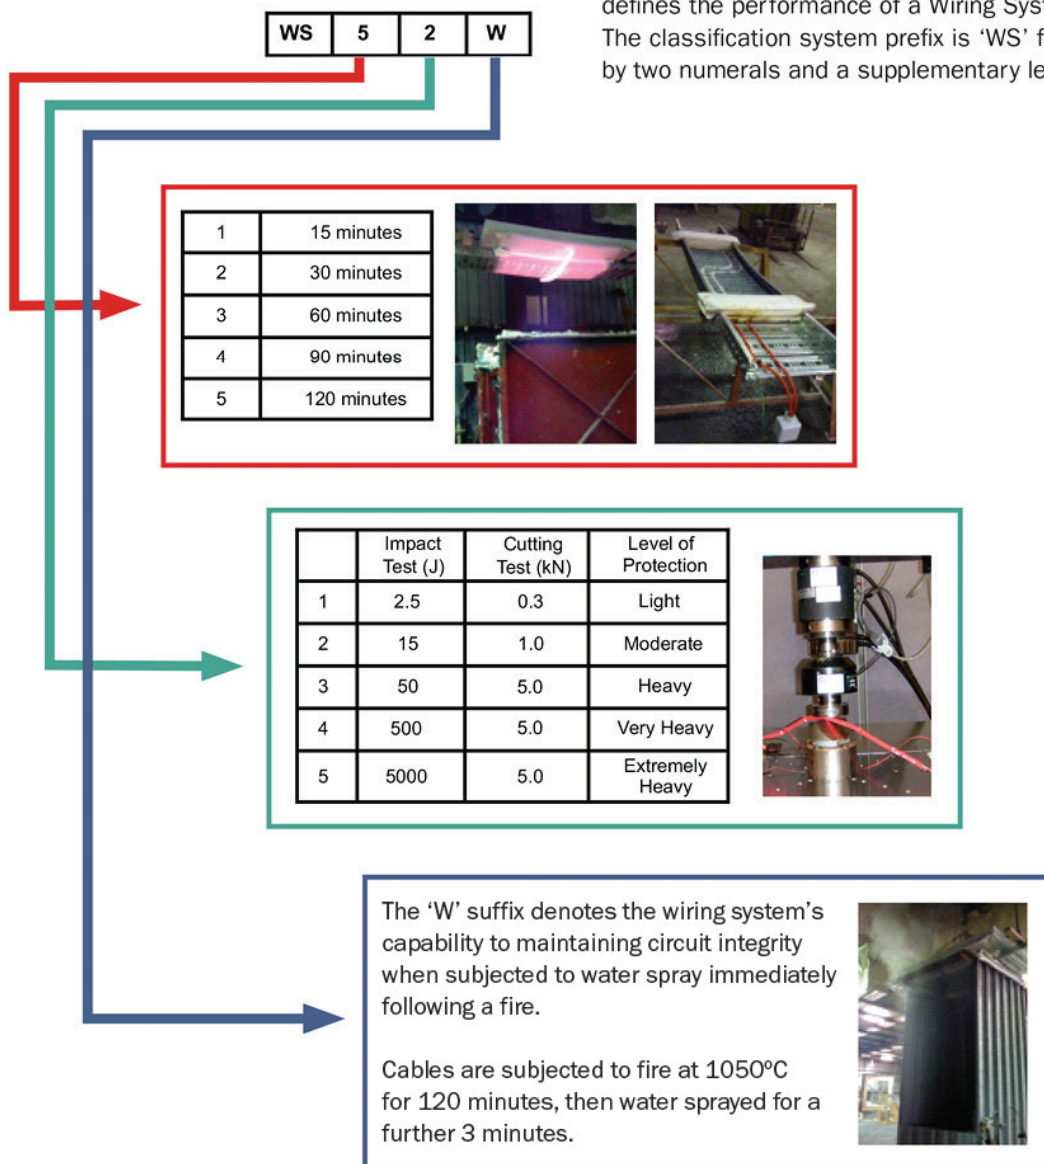 defines the performance of a Wiring Syst
The classification system prefix is ‘WS’ f
by two numerals and a supplementary le
WS 5 2 W
1 15 minutes
2 30 minutes
3 60 minutes
4 90 minutes
5 120 minutes
Impact Test (J) Cutting Test (kN) Level of Protection
1 2.5 0.3 Light
2 15 1.0 Moderate
3 50 5.0 Heavy
4 500 5.0 Very Heavy
5 5000 5.0 Extremely Heavy
The ‘W’ suffix denotes the wiring system’s
capability to maintaining circuit integrity
when subjected to water spray immediately
following a fire.
Cables are subjected to fire at 1050ºC
for 120 minutes, then water sprayed for a
further 3 minutes.